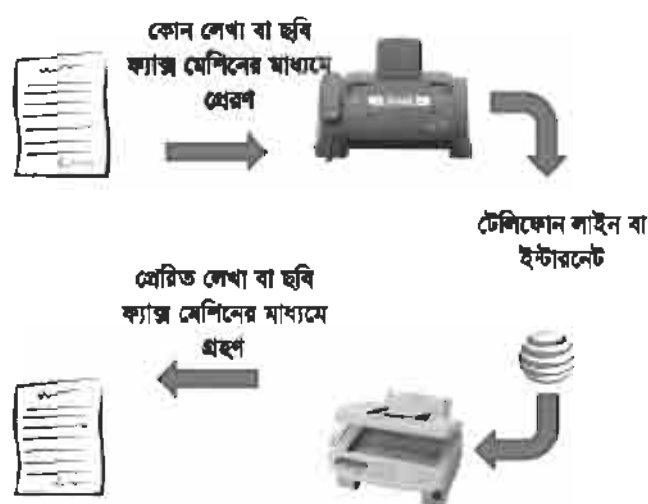 কোন লেখা বা ছবি
ফ্যাক্স মেশিনের মাধ্যমে
প্রেরণ
টেলিফোন লাইন বা
ইন্টারনেট
প্রেরিত লেখা বা ছবি
ফ্যাক্স মেশিনের মাধ্যমে
গ্রহণ